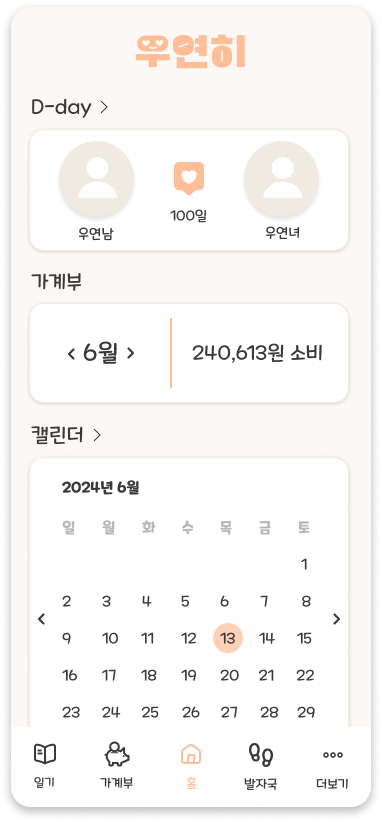 우연히
D-day >
100일
우연남 우연녀
가계부
< 6월 > 240,613원 소비
캘린더 >
2024년 6월
일 월 화 수 목 금 토
1
2 3 4 5 6 7 8
9 10 11 12 13 14 15
16 17 18 19 20 21 22
23 24 25 26 27 28 29
일기 가계부 홈 발자국 더보기